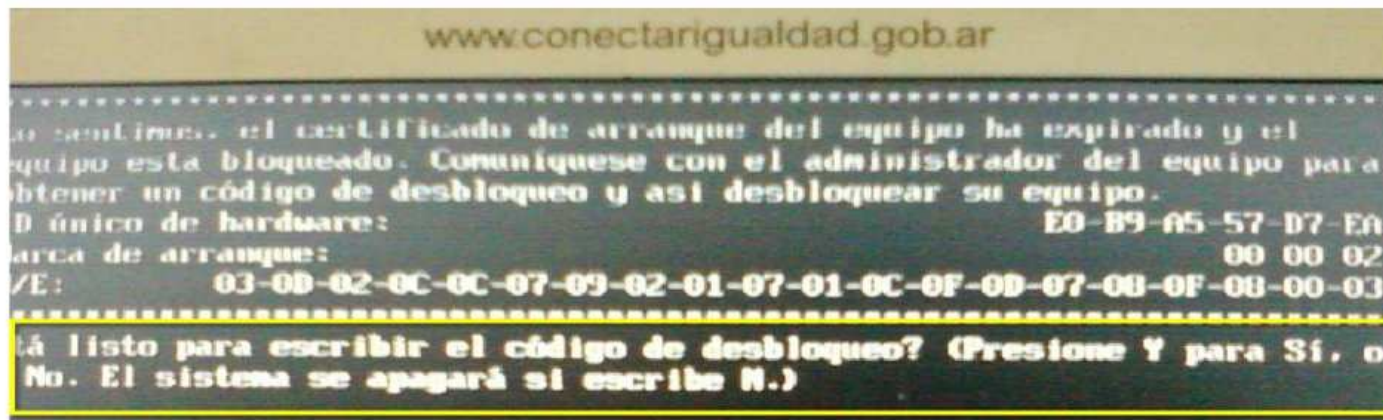 www.conectarigualdad.gob.ar
o sentimos, el certificado de arranque del equipo ha expirado y el
quipo esta bloqueado. Comuníquese con el administrador del equipo para
btener un código de desbloqueo y asi desbloquear su equipo.
D único de hardware: E0-B9-A5-57-D7-EA
arca de arranque: 00 00 02
/E: 03-0D-02-0C-0C-07-09-02-01-07-01-0C-0F-0D-07-08-0F-08-00-03
tá listo para escribir el código de desbloqueo? (Presione Y para Sí, o
No. El sistema se apagará si escribe N.)